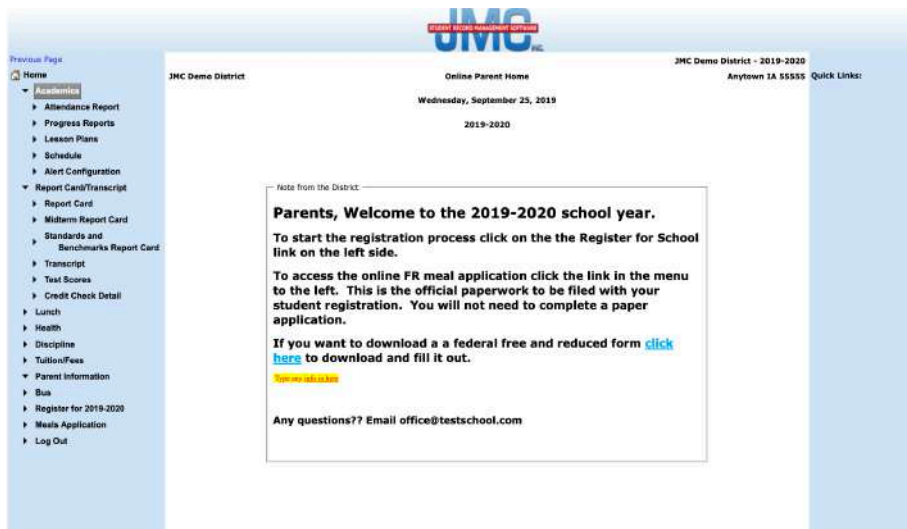 STUDENT RECORD MANAGEMENT SOFTWARE
JMC INC.
Previous Page
JMC Demo District - 2019-2020
Home
JMC Demo District
Online Parent Home
Anytown IA 55555
Quick Links:
Academics
Wednesday, September 25, 2019
Attendance Report
Progress Reports
2019-2020
Lesson Plans
Schedule
Alert Configuration
Report Card/Transcript
Report Card
Midterm Report Card
Standards and
Benchmarks Report Card
Transcript
Test Scores
Credit Check Detail
Lunch
Health
Discipline
Tuition/Fees
Parent Information
Bus
Register for 2019-2020
Meals Application
Log Out
Note from the District
Parents, Welcome to the 2019-2020 school year.
To start the registration process click on the the Register for School
link on the left side.
To access the online FR meal application click the link in the menu
to the left. This is the official paperwork to be filed with your
student registration. You will not need to complete a paper
application.
If you want to download a a federal free and reduced form click
here to download and fill it out.
Type any info in here
Any questions?? Email office@testschool.com